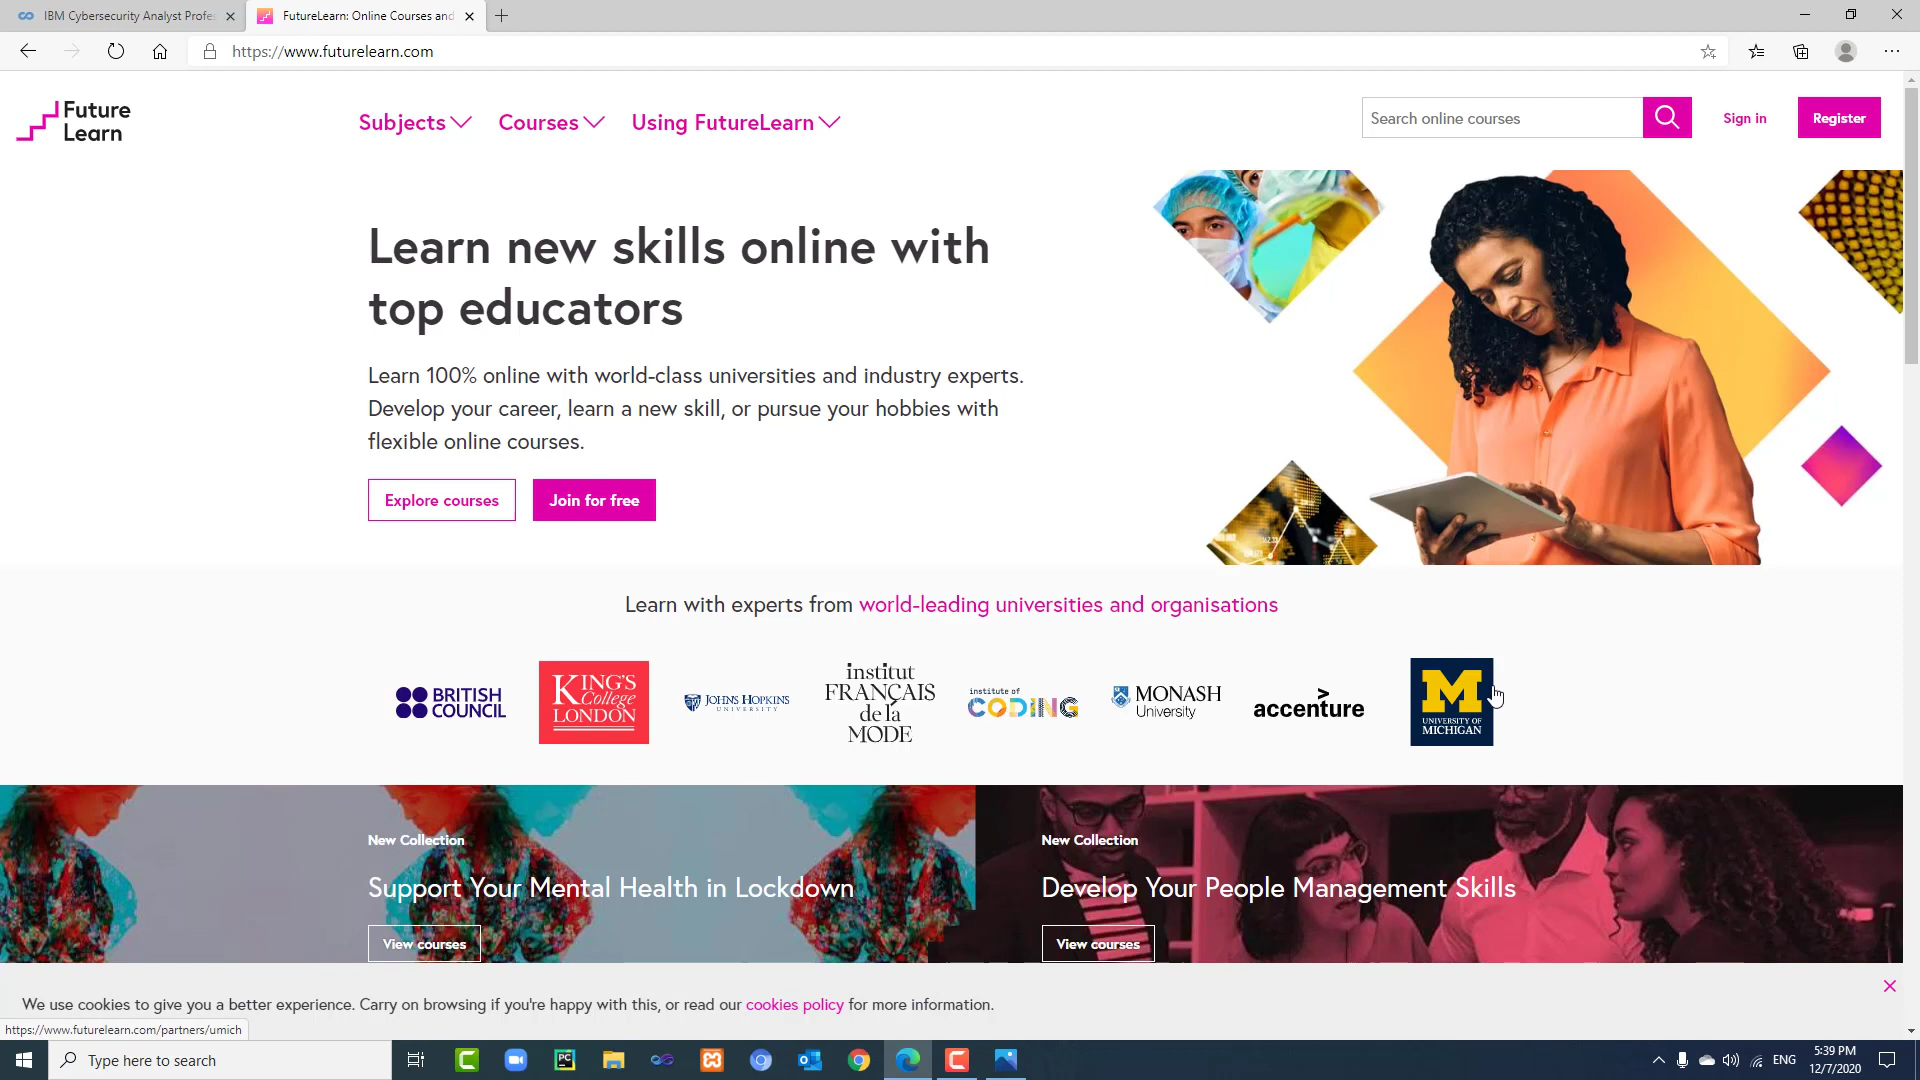 IBM Cybersecurity Analyst Profes
FutureLearn: Online Courses and
https://www.futurelearn.com
Future
Learn
Subjects
Courses
Using FutureLearn
Search online courses
Sign in
Register
Learn new skills online with
top educators
Learn 100% online with world-class universities and industry experts.
Develop your career, learn a new skill, or pursue your hobbies with
flexible online courses.
Explore courses
Join for free
Learn with experts from world-leading universities and organisations
BRITISH
COUNCIL
KING'S
College
LONDON
JOHNS HOPKINS
UNIVERSITY
institut
FRANÇAIS
de la
MODE
institute of
CODING
MONASH
University
accenture
M
UNIVERSITY OF
MICHIGAN
New Collection
Support Your Mental Health in Lockdown
View courses
New Collection
Develop Your People Management Skills
View courses
We use cookies to give you a better experience. Carry on browsing if you're happy with this, or read our cookies policy for more information.
https://www.futurelearn.com/partners/umich
Type here to search
ENG
5:39 PM
12/7/2020